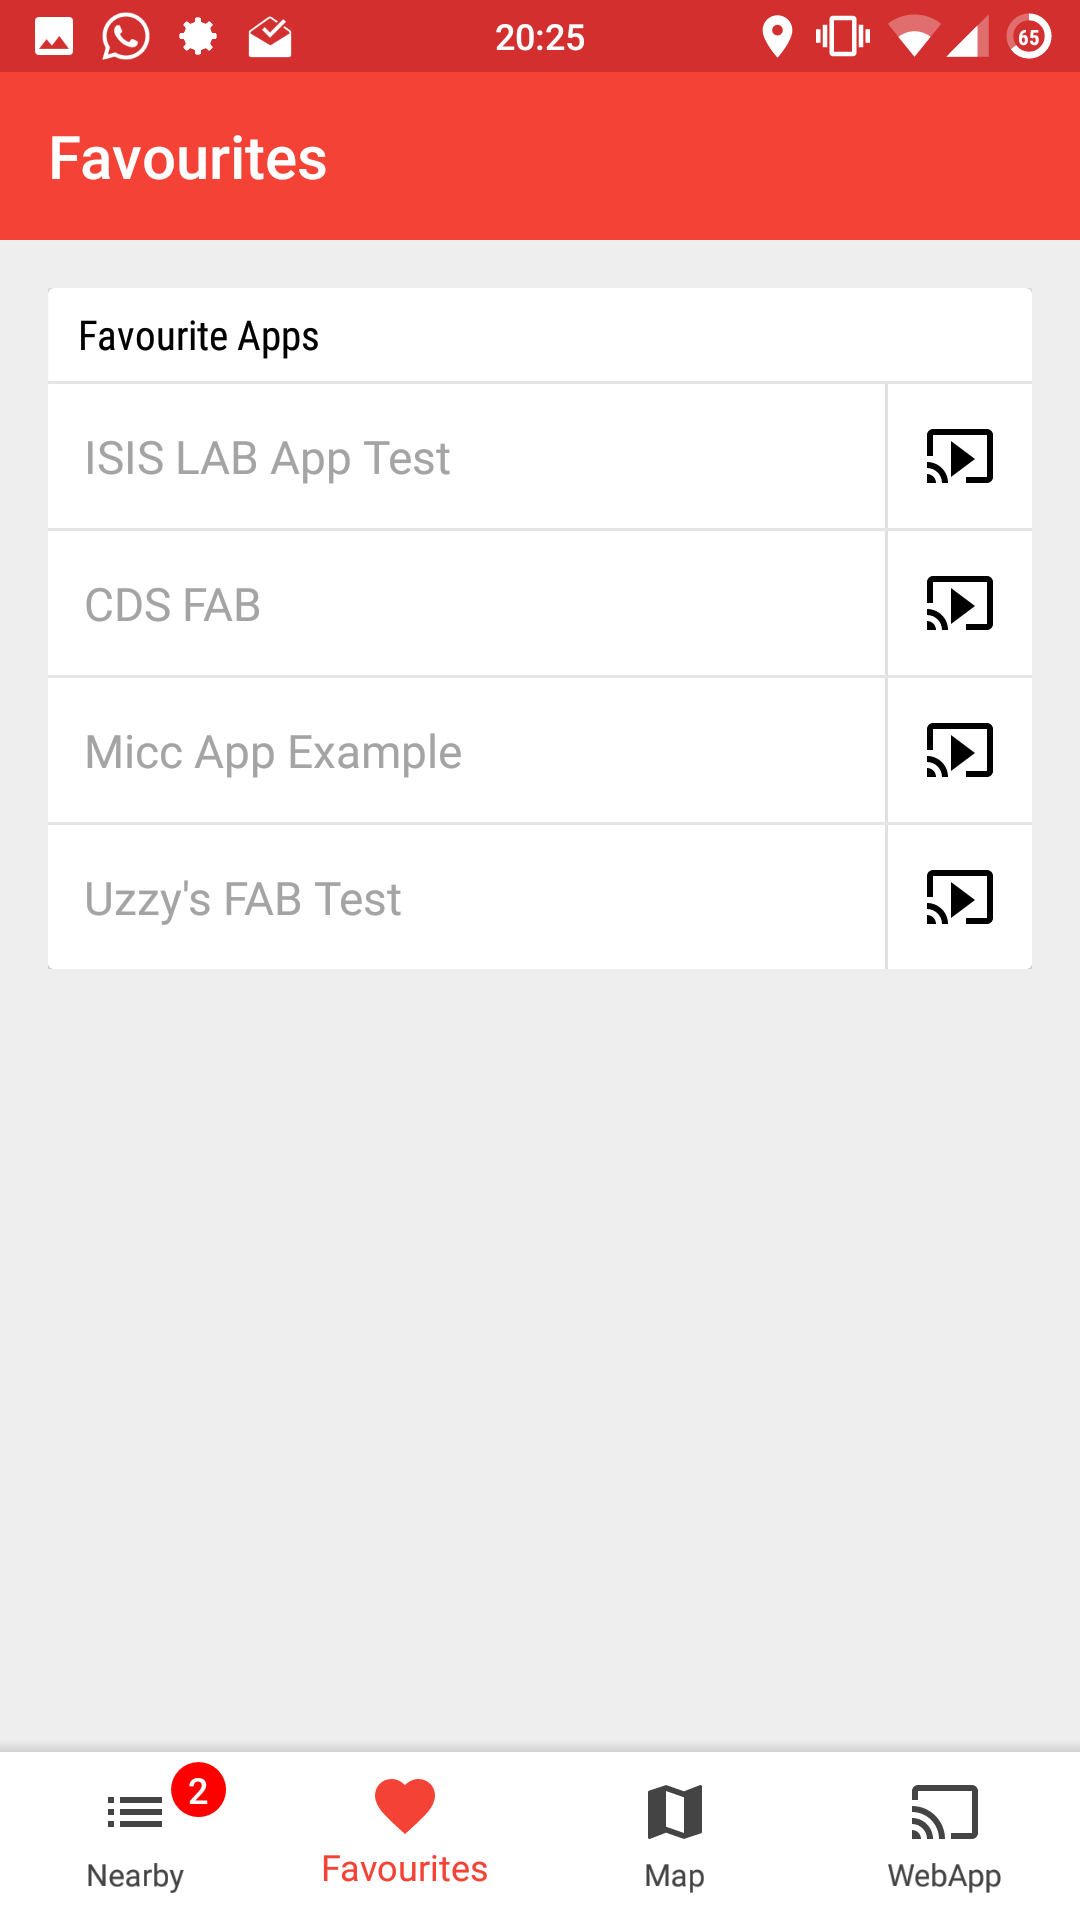 20:25
65
Favourites
Favourite Apps
ISIS LAB App Test
CDS FAB
Micc App Example
Uzzy's FAB Test
2
Nearby
Favourites
Map
WebApp